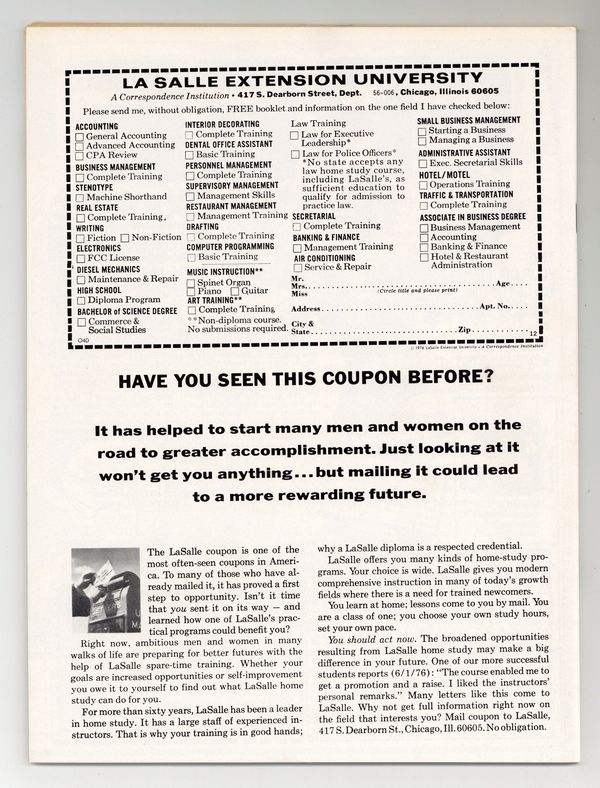 LA SALLE EXTENSION UNIVERSITY
A Correspondence Institution • 417 S. Dearborn Street, Dept. 56-006, Chicago, Illinois 60605
Please send me, without obligation, FREE booklet and information on the one field I have checked below:
ACCOUNTING
General Accounting
Advanced Accounting
CPA Review
BUSINESS MANAGEMENT
Complete Training
STENOTYPE
Machine Shorthand
REAL ESTATE
Complete Training,
WRITING
Fiction Non-Fiction
ELECTRONICS
FCC License
DIESEL MECHANICS
Maintenance & Repair
HIGH SCHOOL
Diploma Program
BACHELOR of SCIENCE DEGREE
Commerce &
Social Studies
04D
INTERIOR DECORATING
Complete Training
DENTAL OFFICE ASSISTANT
Basic Training
PERSONNEL MANAGEMENT
Complete Training
SUPERVISORY MANAGEMENT
Management Skills
RESTAURANT MANAGEMENT
Management Training
DRAFTING
Complete Training
COMPUTER PROGRAMMING
Basic Training
MUSIC INSTRUCTION**
Spinet Organ
Piano Guitar
ART TRAINING**
Complete Training
**Non-diploma course.
No submissions required.
Law Training
Law for Executive
Leadership*
Law for Police Officers*
*No state accepts any
law home study course,
including LaSalle's, as
sufficient education to
qualify for admission to
practice law.
SECRETARIAL
Complete Training
BANKING & FINANCE
Management Training
AIR CONDITIONING
Service & Repair
SMALL BUSINESS MANAGEMENT
Starting a Business
Managing a Business
ADMINISTRATIVE ASSISTANT
Exec. Secretarial Skills
HOTEL/MOTEL
Operations Training
TRAFFIC & TRANSPORTATION
Complete Training
ASSOCIATE IN BUSINESS DEGREE
Business Management
Accounting
Banking & Finance
Hotel & Restaurant
Administration
Mr.
Mrs. Age
Miss (Circle title and please print)
Address Apt. No.
City &
State Zip 12
© 1976 LaSalle Extension University • A Correspondence Institution
HAVE YOU SEEN THIS COUPON BEFORE?
It has helped to start many men and women on the
road to greater accomplishment. Just looking at it
won't get you anything...but mailing it could lead
to a more rewarding future.
The LaSalle coupon is one of the
most often-seen coupons in Ameri-
ca. To many of those who have al-
ready mailed it, it has proved a first
step to opportunity. Isn't it time
that you sent it on its way — and
learned how one of LaSalle's prac-
tical programs could benefit you?
Right now, ambitious men and women in many
walks of life are preparing for better futures with the
help of LaSalle spare-time training. Whether your
goals are increased opportunities or self-improvement
you owe it to yourself to find out what LaSalle home
study can do for you.
For more than sixty years, LaSalle has been a leader
in home study. It has a large staff of experienced in-
structors. That is why your training is in good hands;
why a LaSalle diploma is a respected credential.
LaSalle offers you many kinds of home-study pro-
grams. Your choice is wide. LaSalle gives you modern
comprehensive instruction in many of today's growth
fields where there is a need for trained newcomers.
You learn at home; lessons come to you by mail. You
are a class of one; you choose your own study hours,
set your own pace.
You should act now. The broadened opportunities
resulting from LaSalle home study may make a big
difference in your future. One of our more successful
students reports (6/1/76): "The course enabled me to
get a promotion and a raise. I liked the instructors'
personal remarks." Many letters like this come to
LaSalle. Why not get full information right now on
the field that interests you? Mail coupon to LaSalle,
417 S. Dearborn St., Chicago, Ill. 60605. No obligation.